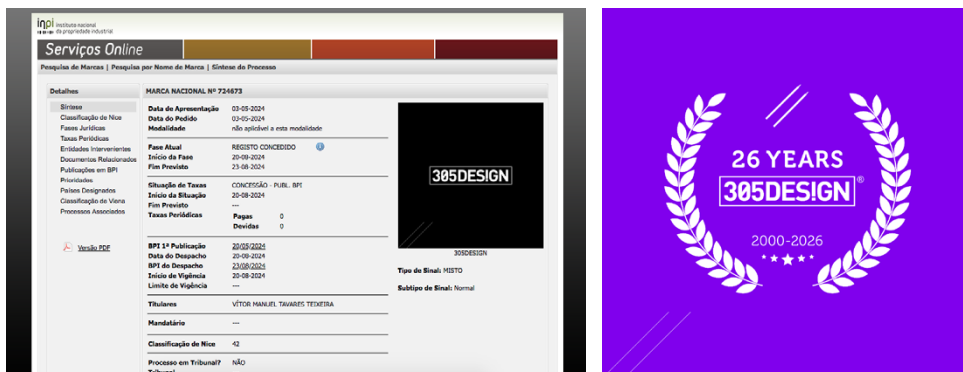 inpi instituto nacional
da propriedade industrial
Serviços Online
Pesquisa de Marcas | Pesquisa por Nome de Marca | Síntese do Processo
Detalhes
Síntese
Classificação de Nice
Fases Jurídicas
Taxas Periódicas
Entidades Intervenientes
Documentos Relacionados
Publicações em BPI
Prioridades
Países Designados
Classificação de Viena
Processos Associados
Versão PDF
MARCA NACIONAL Nº 724673
Data de Apresentação 03-05-2024
Data do Pedido 03-05-2024
Modalidade não aplicável a esta modalidade
Fase Atual REGISTO CONCEDIDO
Início da Fase 20-08-2024
Fim Previsto 23-08-2024
Situação de Taxas CONCESSÃO - PUBL. BPI
Início da Situação 20-08-2024
Fim Previsto ---
Taxas Periódicas Pagas 0
Devidas 0
BPI 1ª Publicação 20/05/2024
Data do Despacho 20-08-2024
BPI do Despacho 23/08/2024
Início de Vigência 20-08-2024
Limite de Vigência ---
Titulares VÍTOR MANUEL TAVARES TEIXEIRA
Mandatário ---
Classificação de Nice 42
Processo em Tribunal? NÃO
305DES!GN
305DESIGN
Tipo de Sinal: MISTO
Subtipo de Sinal: Normal
26 YEARS
305DES!GN®
2000-2026